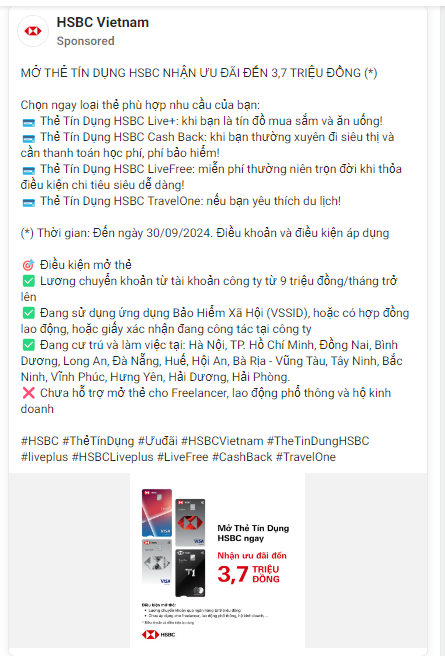 HSBC Vietnam
Sponsored
MỞ THẺ TÍN DỤNG HSBC NHẬN ƯU ĐÃI ĐẾN 3,7 TRIỆU ĐỒNG (*)
Chọn ngay loại thẻ phù hợp nhu cầu của bạn:
Thẻ Tín Dụng HSBC Live+: khi bạn là tín đồ mua sắm và ăn uống!
Thẻ Tín Dụng HSBC Cash Back: khi bạn thường xuyên đi siêu thị và
cần thanh toán học phí, phí bảo hiểm!
Thẻ Tín Dụng HSBC LiveFree: miễn phí thường niên trọn đời khi thỏa
điều kiện chi tiêu siêu dễ dàng!
Thẻ Tín Dụng HSBC TravelOne: nếu bạn yêu thích du lịch!
(*) Thời gian: Đến ngày 30/09/2024. Điều khoản và điều kiện áp dụng
🎯 Điều kiện mở thẻ
✅ Lương chuyển khoản từ tài khoản công ty từ 9 triệu đồng/tháng trở
lên
✅ Đang sử dụng ứng dụng Bảo Hiểm Xã Hội (VSSID), hoặc có hợp đồng
lao động, hoặc giấy xác nhận đang công tác tại công ty
✅ Đang cư trú và làm việc tại: Hà Nội, TP. Hồ Chí Minh, Đồng Nai, Bình
Dương, Long An, Đà Nẵng, Huế, Hội An, Bà Rịa - Vũng Tàu, Tây Ninh, Bắc
Ninh, Vĩnh Phúc, Hưng Yên, Hải Dương, Hải Phòng.
❌ Chưa hỗ trợ mở thẻ cho Freelancer, lao động phổ thông và hộ kinh
doanh
#HSBC #ThẻTínDụng #Ưuđãi #HSBCVietnam #TheTinDungHSBC
#liveplus #HSBCLiveplus #LiveFree #CashBack #TravelOne
Mở Thẻ Tín Dụng
HSBC ngay
Nhận ưu đãi đến
3,7 TRIỆU
ĐỒNG
VISA
VISA
VISA
Điều kiện mở thẻ:
HSBC